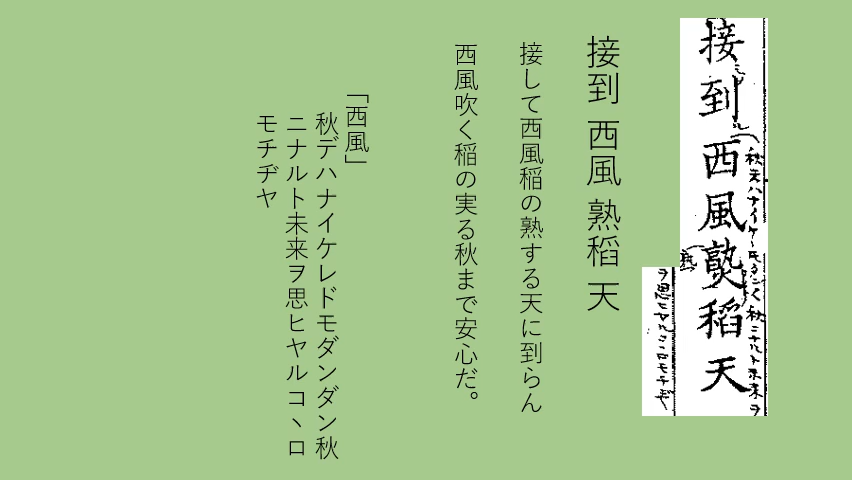 接到西風熟稻天
接到 西風 熟稻 天
接して西風稲の熟する天に到らん
西風吹く稲の実る秋まで安心だ。
「西風」
秋デハナイケレドモダンダン秋
ニナルト未来ヲ思ヒヤルコヽロ
モチヂヤ